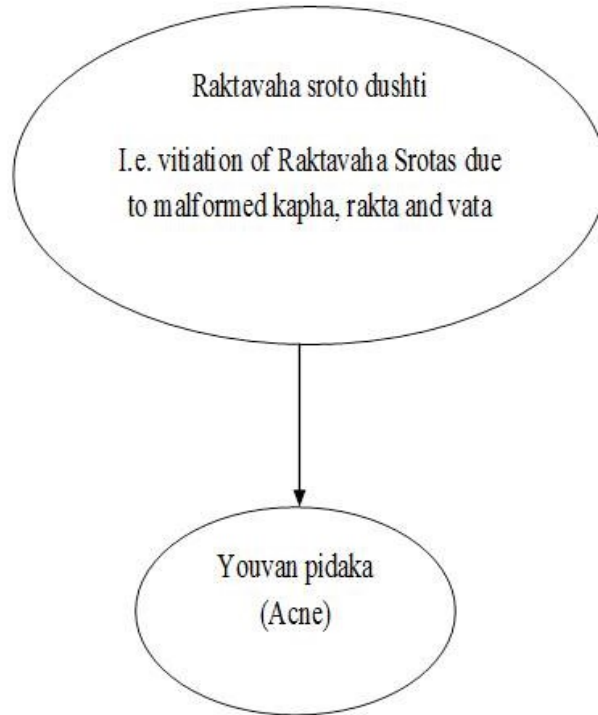 Raktavaha sroto dushti
I.e. vitiation of Raktavaha Srotas due
to malformed kapha, rakta and vata
Youvan pidaka
(Acne)